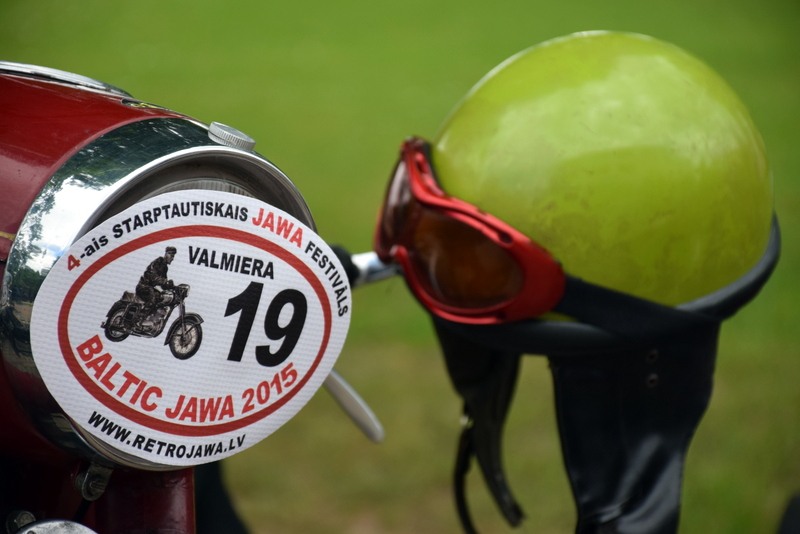 4-ais STARPTAUTISKAIS JAWA FESTIVĀLS
VALMIERA
19
BALTIC JAWA 2015
WWW.RETROJAWA.LV